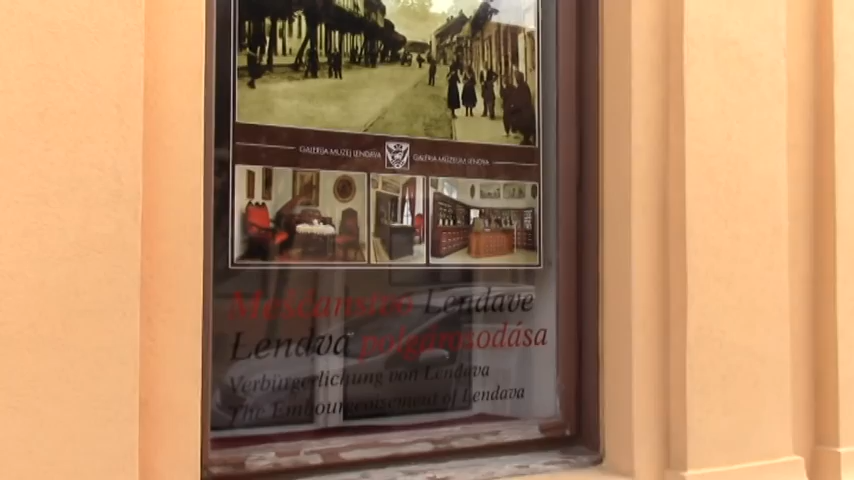 GALERIJA MUZEJ LENDAVA GALÉRIA MÚZEUM LENDVA
Meščanstvo Lendave
Lendva polgárosodása
Verbürgerlichung von Lendava
The Embourgeoisement of Lendava